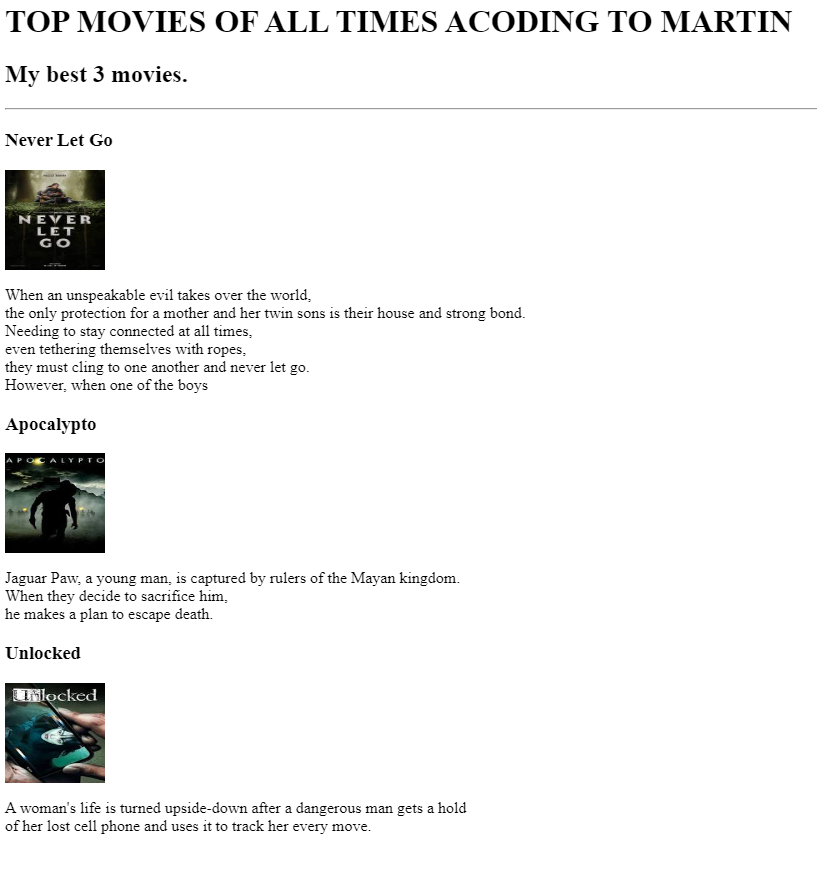 TOP MOVIES OF ALL TIMES ACODING TO MARTIN
My best 3 movies.
Never Let Go
NEVER
LET
GO
When an unspeakable evil takes over the world,
the only protection for a mother and her twin sons is their house and strong bond.
Needing to stay connected at all times,
even tethering themselves with ropes,
they must cling to one another and never let go.
However, when one of the boys
Apocalypto
APOCALYPTO
Jaguar Paw, a young man, is captured by rulers of the Mayan kingdom.
When they decide to sacrifice him,
he makes a plan to escape death.
Unlocked
Unlocked
A woman's life is turned upside-down after a dangerous man gets a hold
of her lost cell phone and uses it to track her every move.